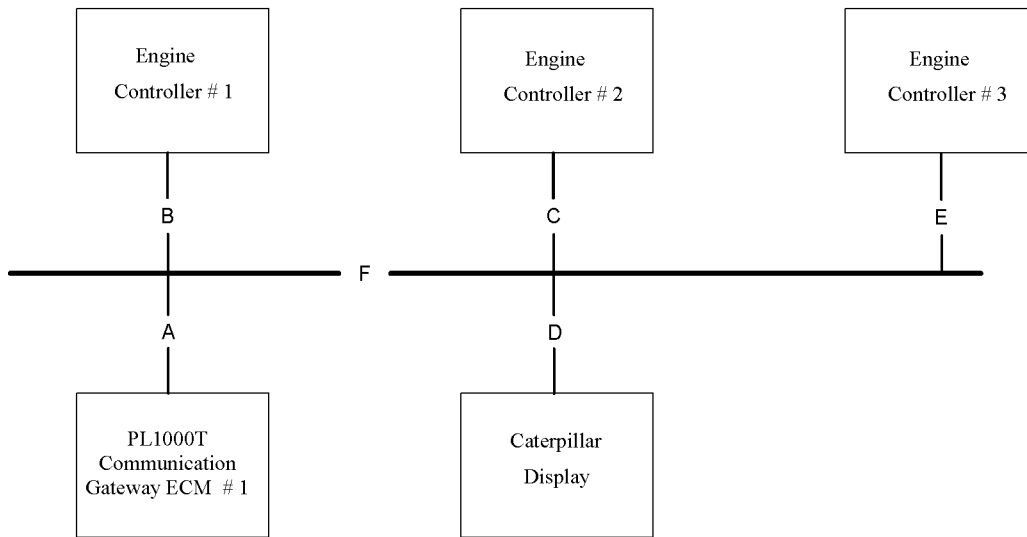 Engine
Controller # 1
Engine
Controller # 2
Engine
Controller # 3
B
C
E
F
A
D
PL1000T
Communication
Gateway ECM # 1
Caterpillar
Display